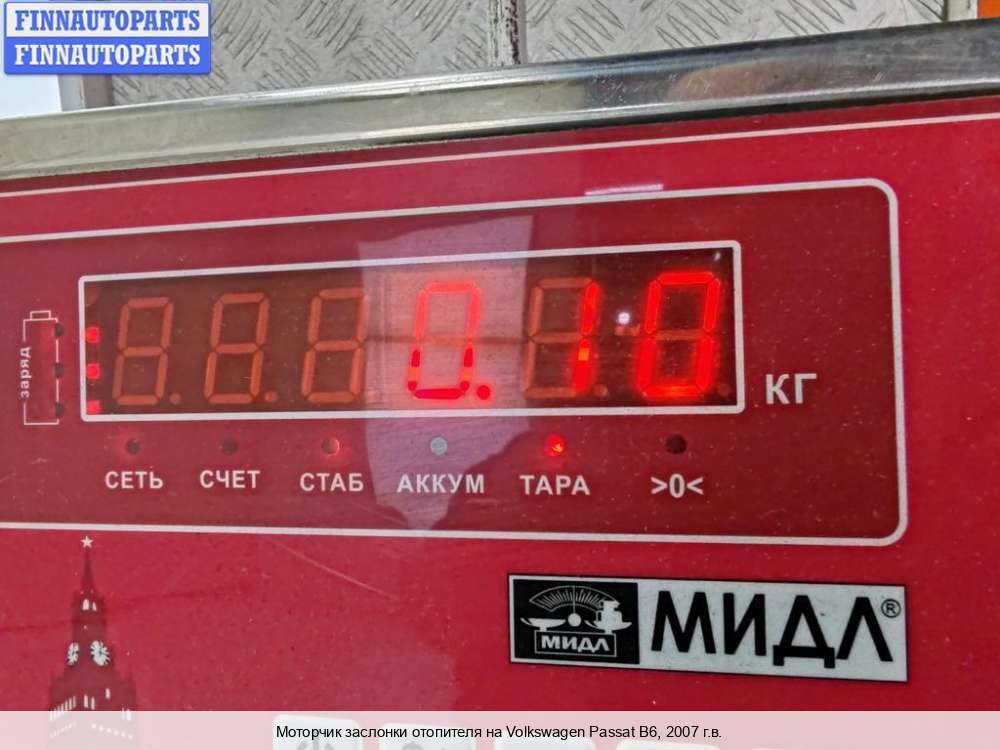 FINNAUTOPARTS
FINNAUTOPARTS
заряд
0.10
КГ
СЕТЬ СЧЕТ СТАБ АККУМ ТАРА >0<
МИДЛ
МИДЛ®
Моторчик заслонки отопителя на Volkswagen Passat B6, 2007 г.в.